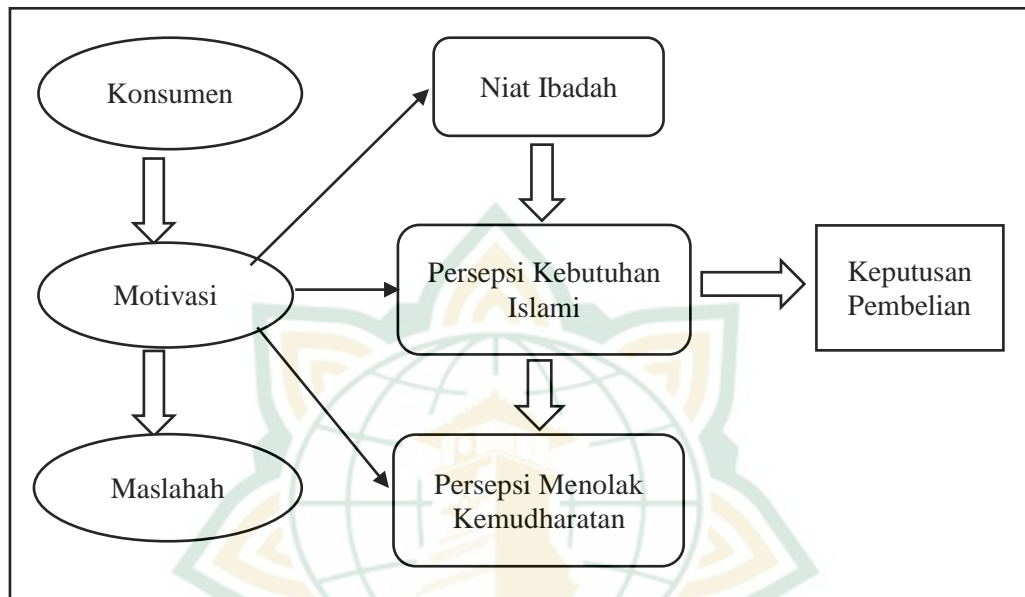 Konsumen
Niat Ibadah
Motivasi
Persepsi Kebutuhan
Islami
Keputusan
Pembelian
Maslahah
Persepsi Menolak
Kemudharatan